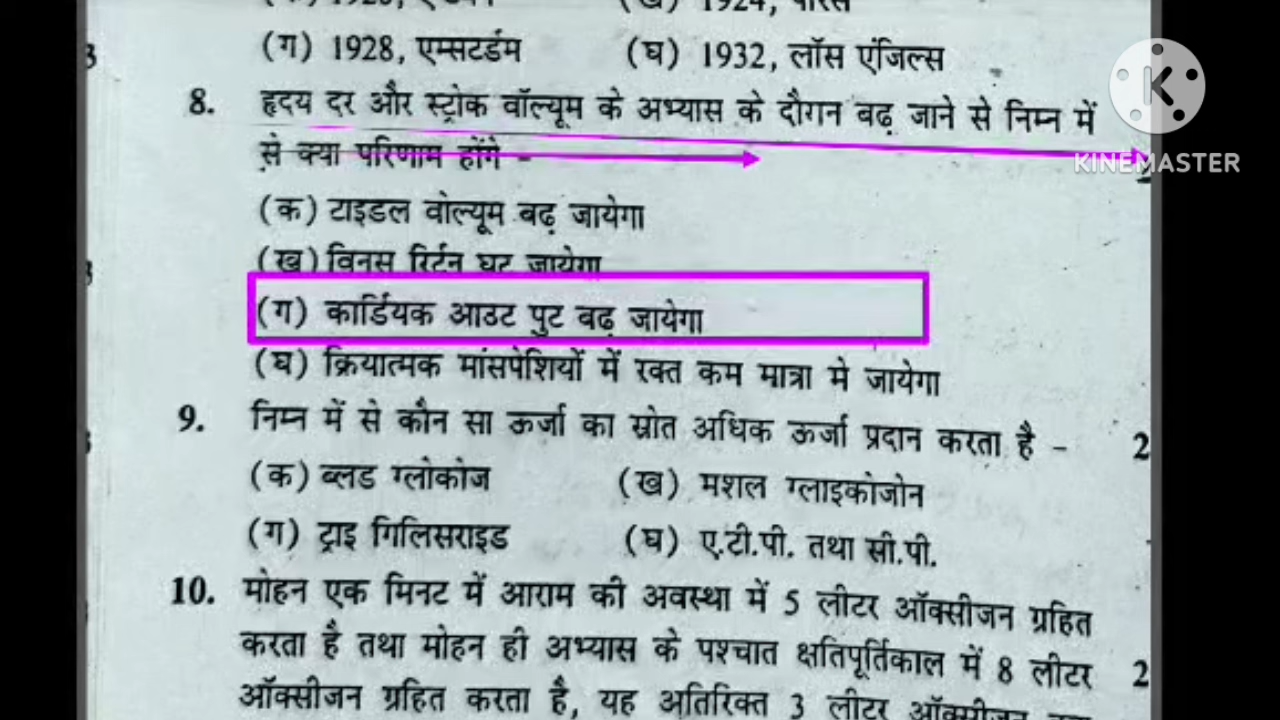 (ग) 1928, एम्सटर्डम (घ) 1932, लॉस एंजिल्स
8. हृदय दर और स्ट्रोक वॉल्यूम के अभ्यास के दौगन बढ़ जाने से निम्न में
से क्या परिणाम होंगे -
KINEMASTER
(क) टाइडल वोल्यूम बढ़ जायेगा
(ख) विनस रिर्टन घट जायेगा
(ग) कार्डियक आउट पुट बढ़ जायेगा
(घ) क्रियात्मक मांसपेशियों में रक्त कम मात्रा मे जायेगा
9. निम्न में से कौन सा ऊर्जा का स्रोत अधिक ऊर्जा प्रदान करता है - 2
(क) ब्लड ग्लोकोज (ख) मशल ग्लाइकोजोन
(ग) ट्राइ गिलिसराइड (घ) ए.टी.पी. तथा सी.पी.
10. मोहन एक मिनट में आराम की अवस्था में 5 लीटर ऑक्सीजन ग्रहित
करता है तथा मोहन ही अभ्यास के पश्चात क्षतिपूर्तिकाल में 8 लीटर 2
ऑक्सीजन ग्रहित करता है, यह अतिरिक्त 3 लीटर ऑक्सीजन